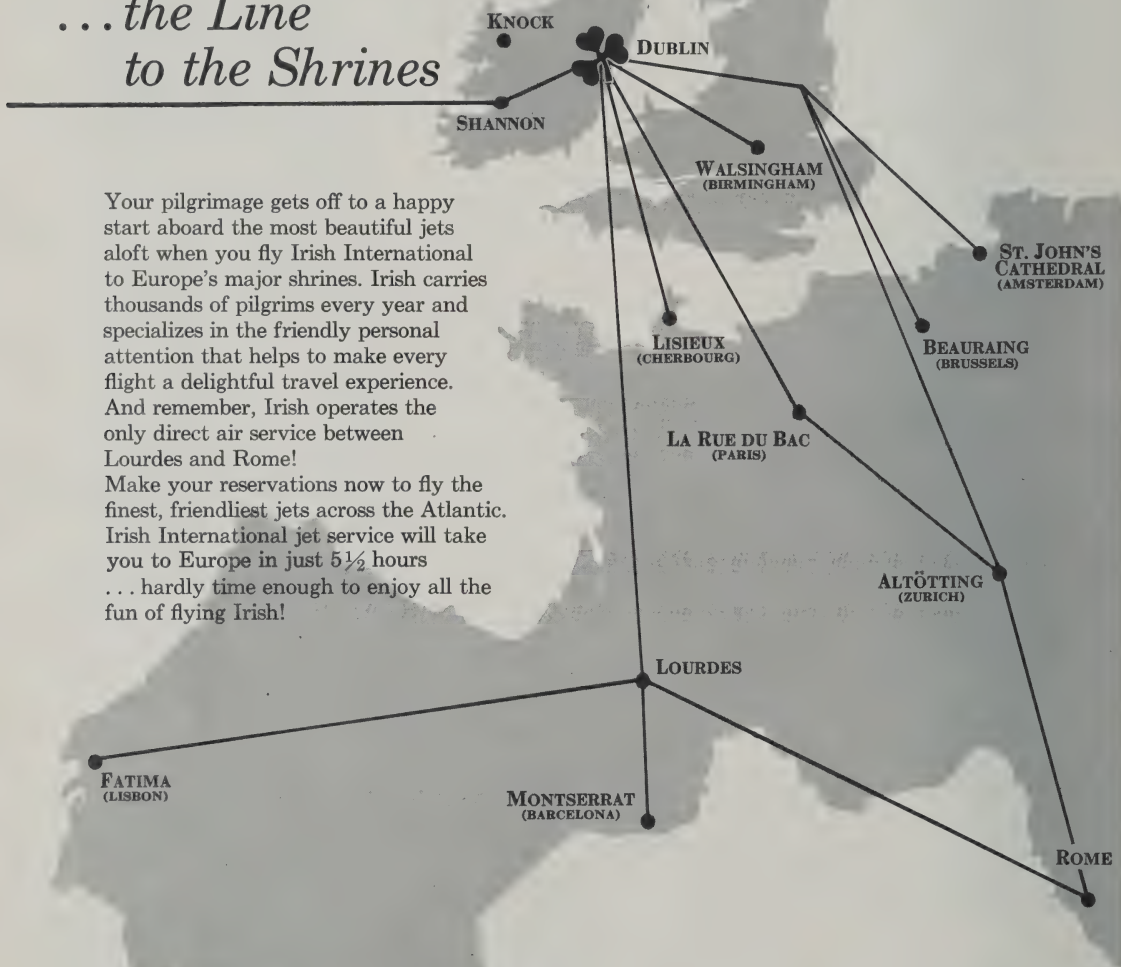 ...the Line
to the Shrines
KNOCK
DUBLIN
SHANNON
WALSINGHAM
(BIRMINGHAM)
Your pilgrimage gets off to a happy
start aboard the most beautiful jets
aloft when you fly Irish International
to Europe's major shrines. Irish carries
thousands of pilgrims every year and
specializes in the friendly personal
attention that helps to make every
flight a delightful travel experience.
And remember, Irish operates the
only direct air service between
Lourdes and Rome!
Make your reservations now to fly the
finest, friendliest jets across the Atlantic.
Irish International jet service will take
you to Europe in just 5½ hours
...hardly time enough to enjoy all the
fun of flying Irish!
ST. JOHN'S
CATHEDRAL
(AMSTERDAM)
LISIEUX
(CHERBOURG)
BEAURAING
(BRUSSELS)
LA RUE DU BAC
(PARIS)
ALTÖTTING
(ZURICH)
LOURDES
FATIMA
(LISBON)
MONTSERRAT
(BARCELONA)
ROME